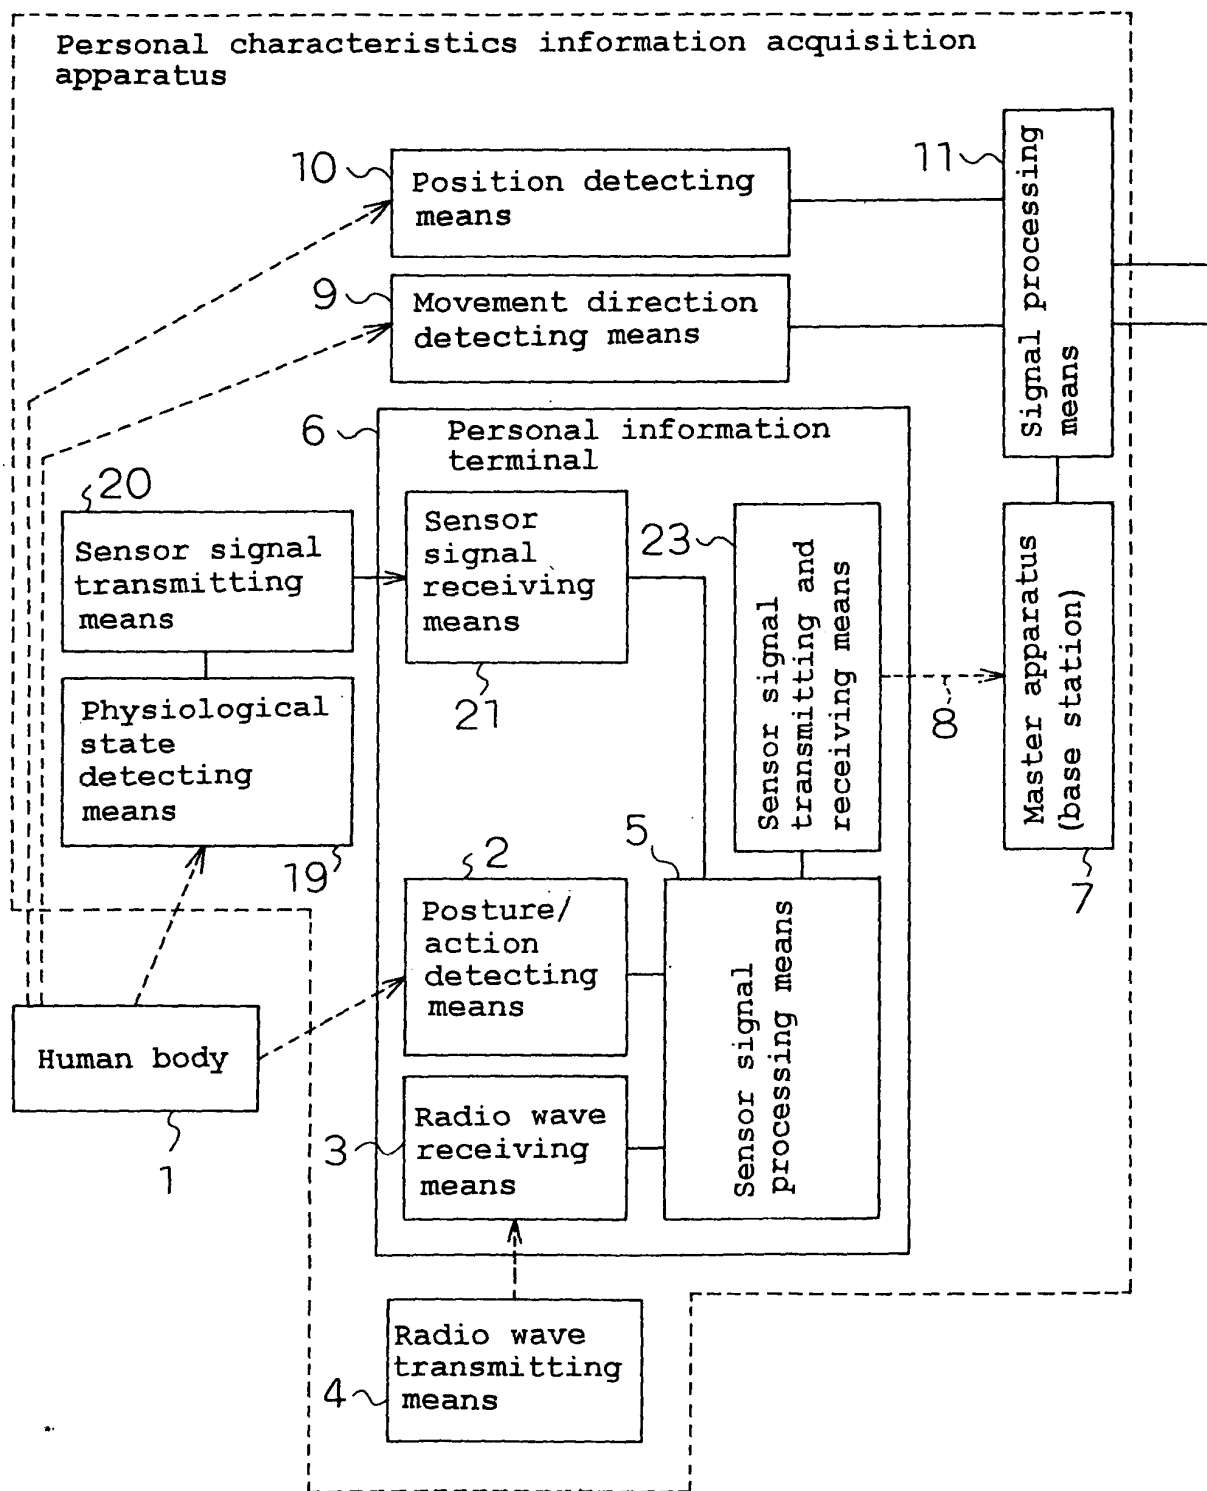 Personal characteristics information acquisition
apparatus
10
Position detecting
means
11
Signal processing
means
9
Movement direction
detecting means
6
Personal information
terminal
20
Sensor signal
transmitting
means
Sensor
signal
receiving
means
21
23
Sensor signal
transmitting and
receiving means
8
Master apparatus
(base station)
7
Physiological
state
detecting
means
19
2
Posture/
action
detecting
means
5
Sensor signal
processing means
Human body
1
3
Radio wave
receiving
means
Radio wave
transmitting
means
4